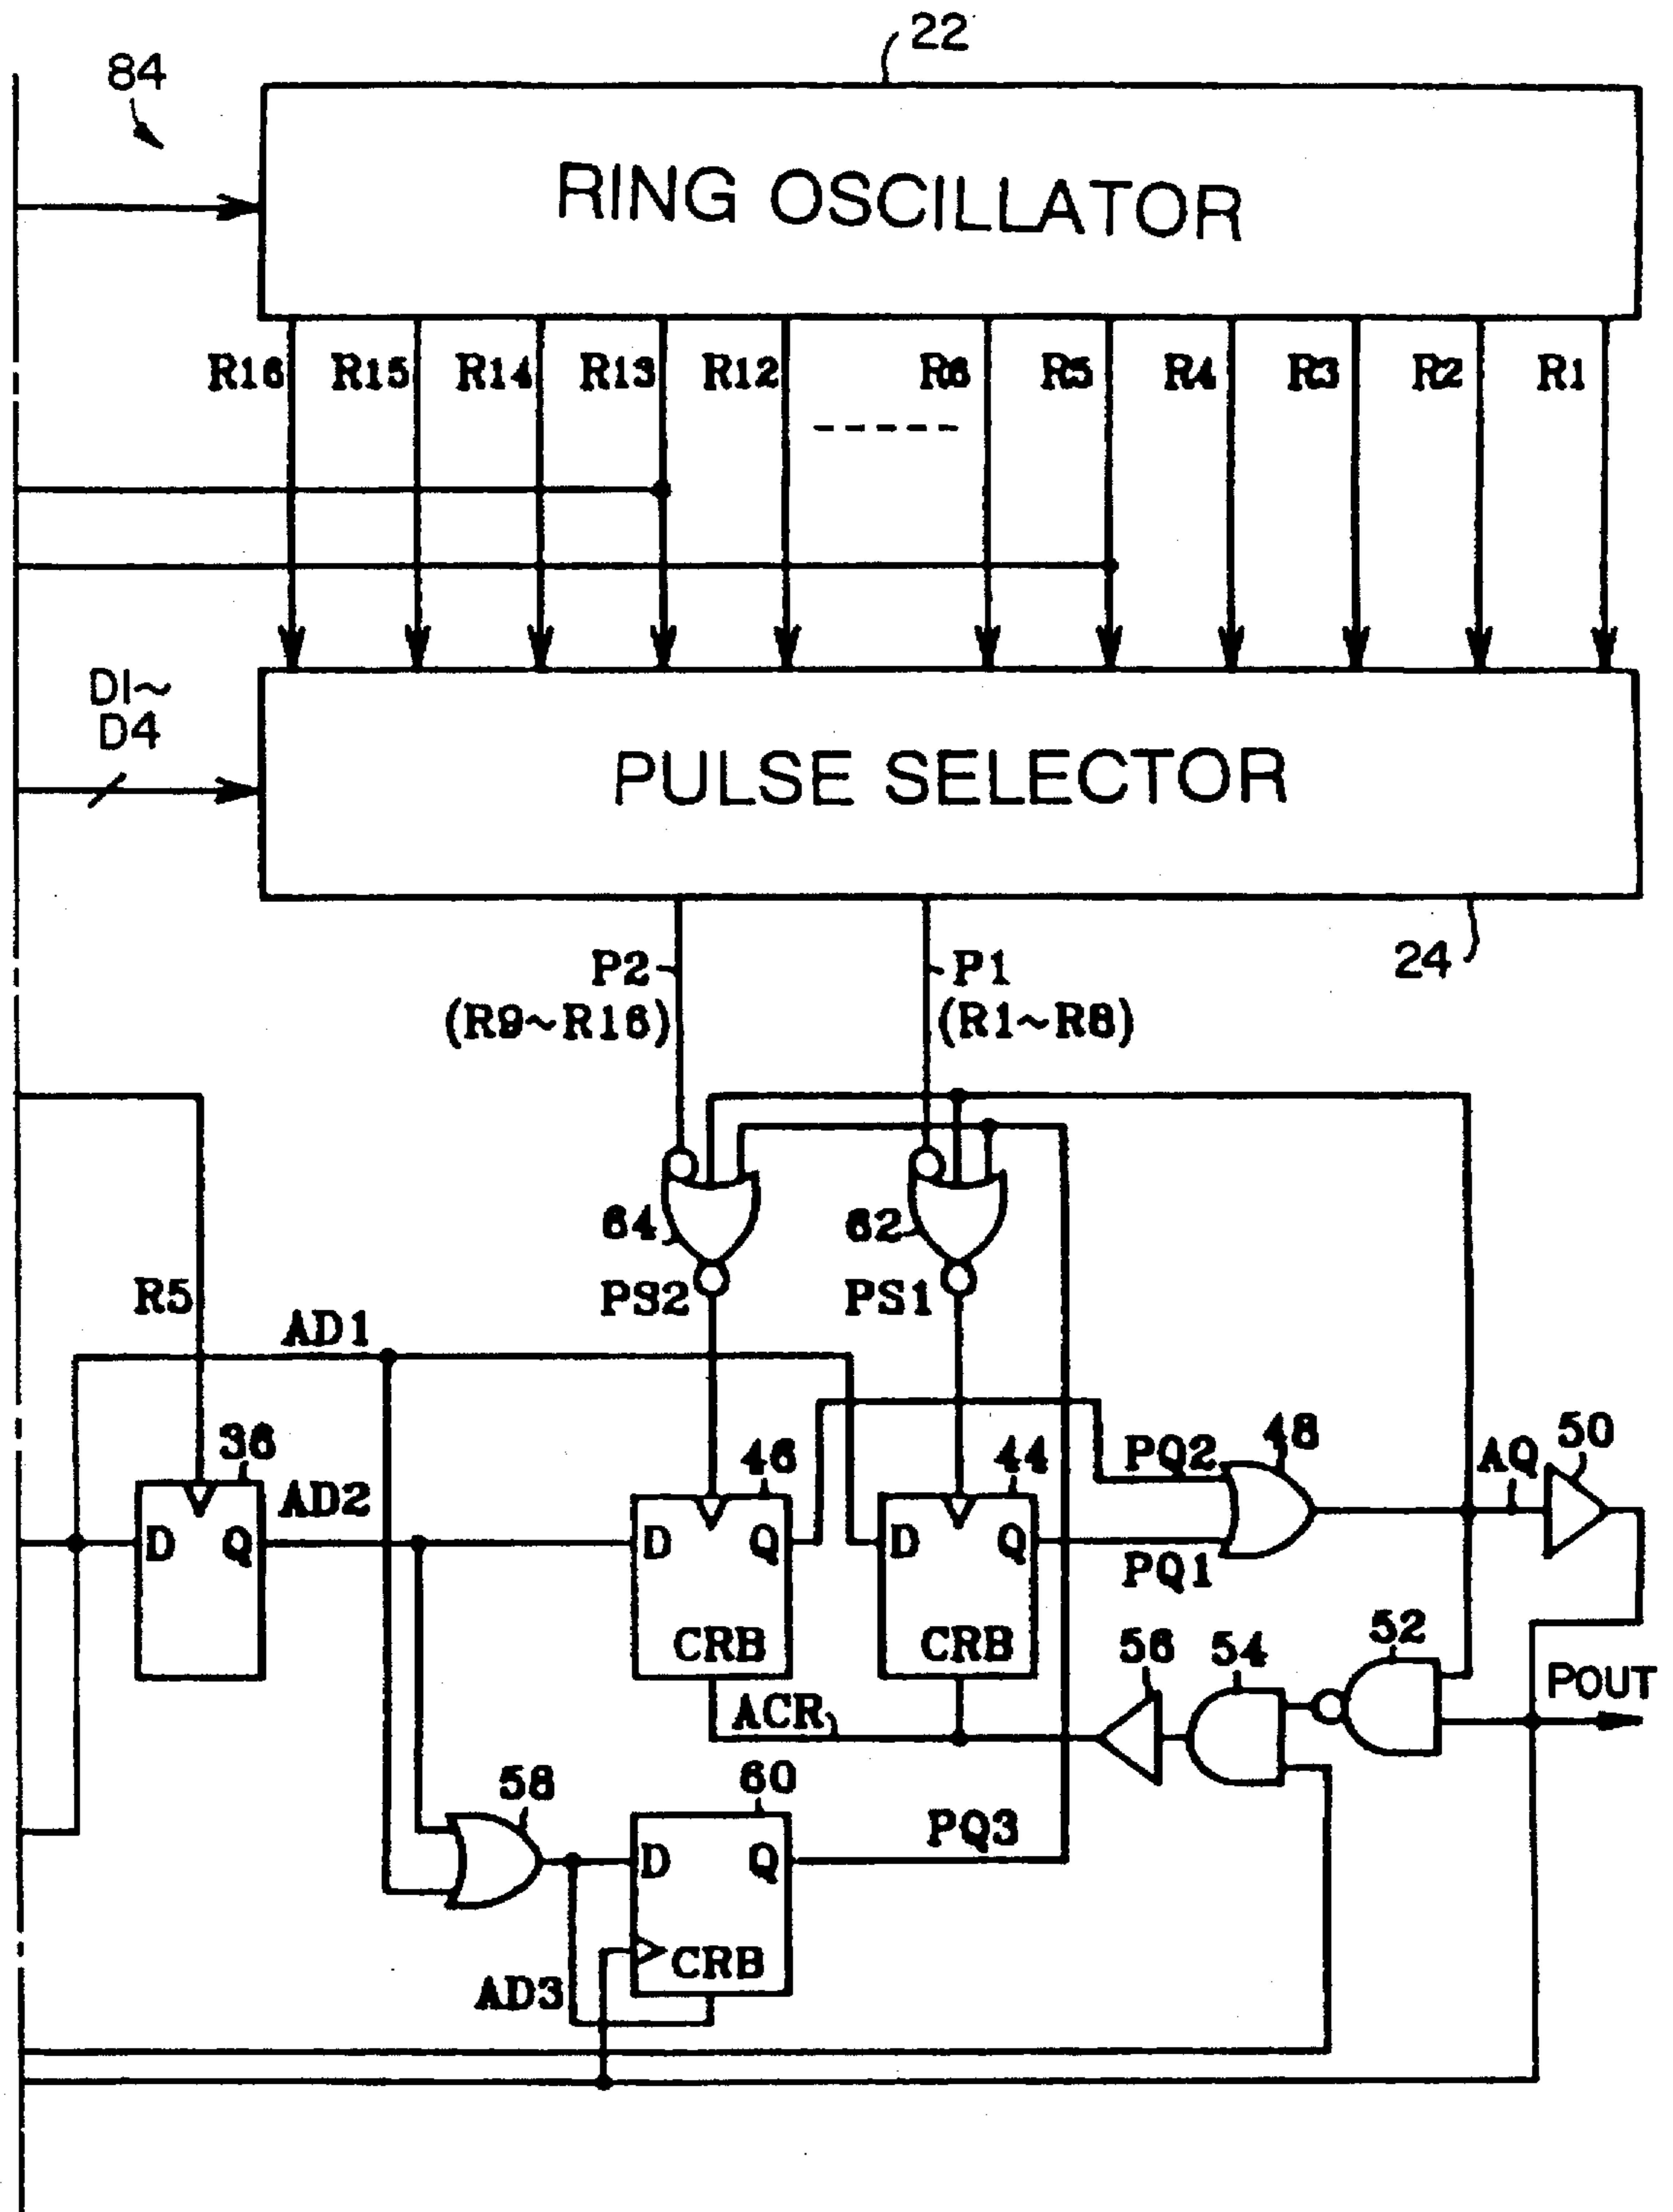 22
84
RING OSCILLATOR
R16 R15 R14 R13 R12 R6 R5 R4 R3 R2 R1
D1~
D4
PULSE SELECTOR
24
P2
(R9~R16)
P1
(R1~R8)
64
62
R5
PS2
PS1
AD1
36
46
44
48
50
AD2
PQ2
AQ
D Q
D Q
D Q
PQ1
CRB
CRB
56
54
52
POUT
ACR
58
60
PQ3
D Q
CRB
AD3